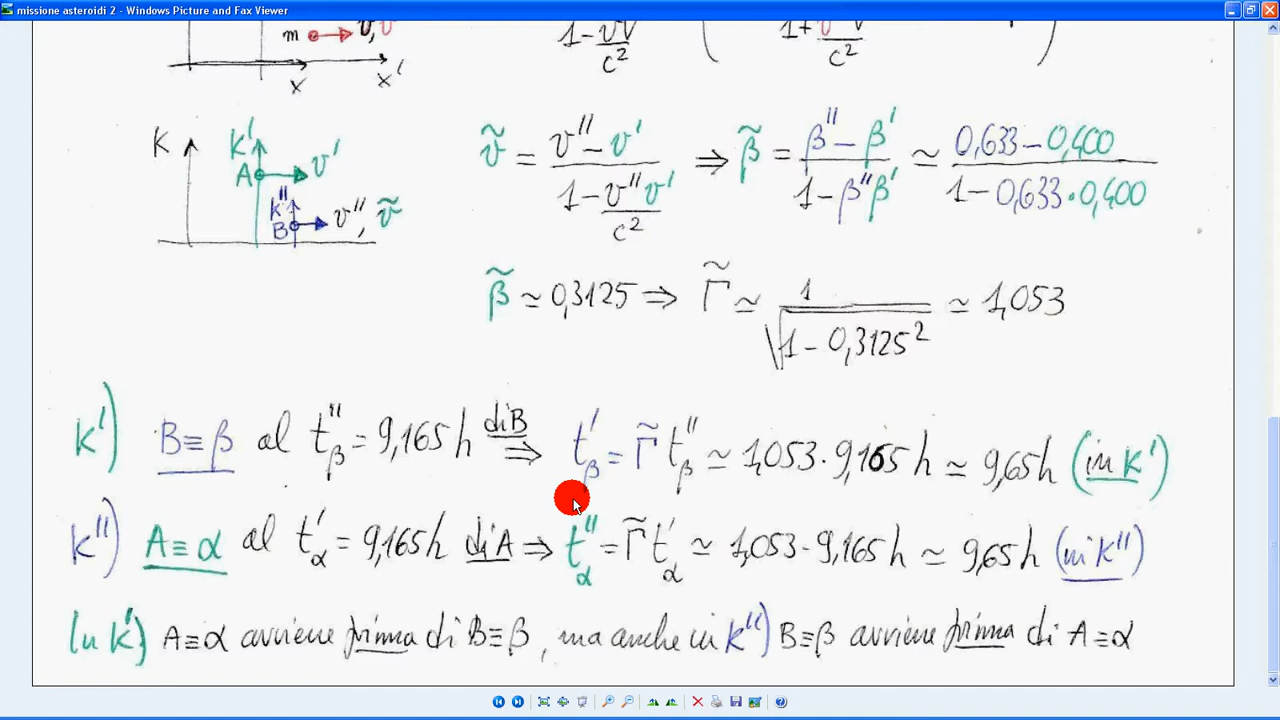 missione asteroidi 2 - Windows Picture and Fax Viewer
m v, v
x x'
1 - vV/c²
1 + vV/c²
K K' A v'
K'' B v'', ṽ
ṽ = (v'' - v')/(1 - v''v'/c²) ⇒ β̃ = (β'' - β')/(1 - β''β') ≃ (0,633 - 0,400)/(1 - 0,633·0,400)
β̃ ≃ 0,3125 ⇒ Γ̃ ≃ 1/√(1 - 0,3125²) ≃ 1,053
K') B≡β al t''β = 9,165 h di B ⇒ t'β = Γ̃ t''β ≃ 1,053·9,165 h ≃ 9,65 h (in K')
K'') A≡α al t'α = 9,165 h di A ⇒ t''α = Γ̃ t'α ≃ 1,053·9,165 h ≃ 9,65 h (in K'')
(In K') A≡α avviene prima di B≡β, ma anche in K'') B≡β avviene prima di A≡α